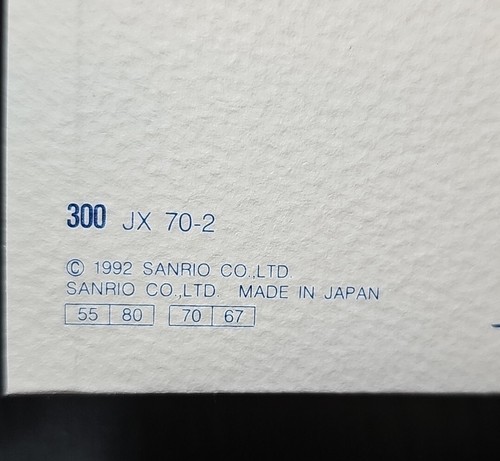 300 JX 70-2
© 1992 SANRIO CO.,LTD.
SANRIO CO.,LTD. MADE IN JAPAN
55 80 70 67